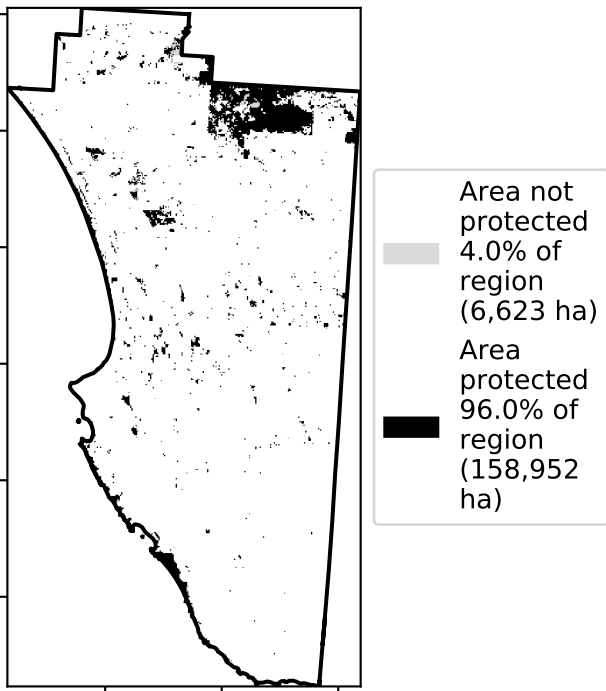 Area not
protected
4.0% of
region
(6,623 ha)
Area
protected
96.0% of
region
(158,952
ha)